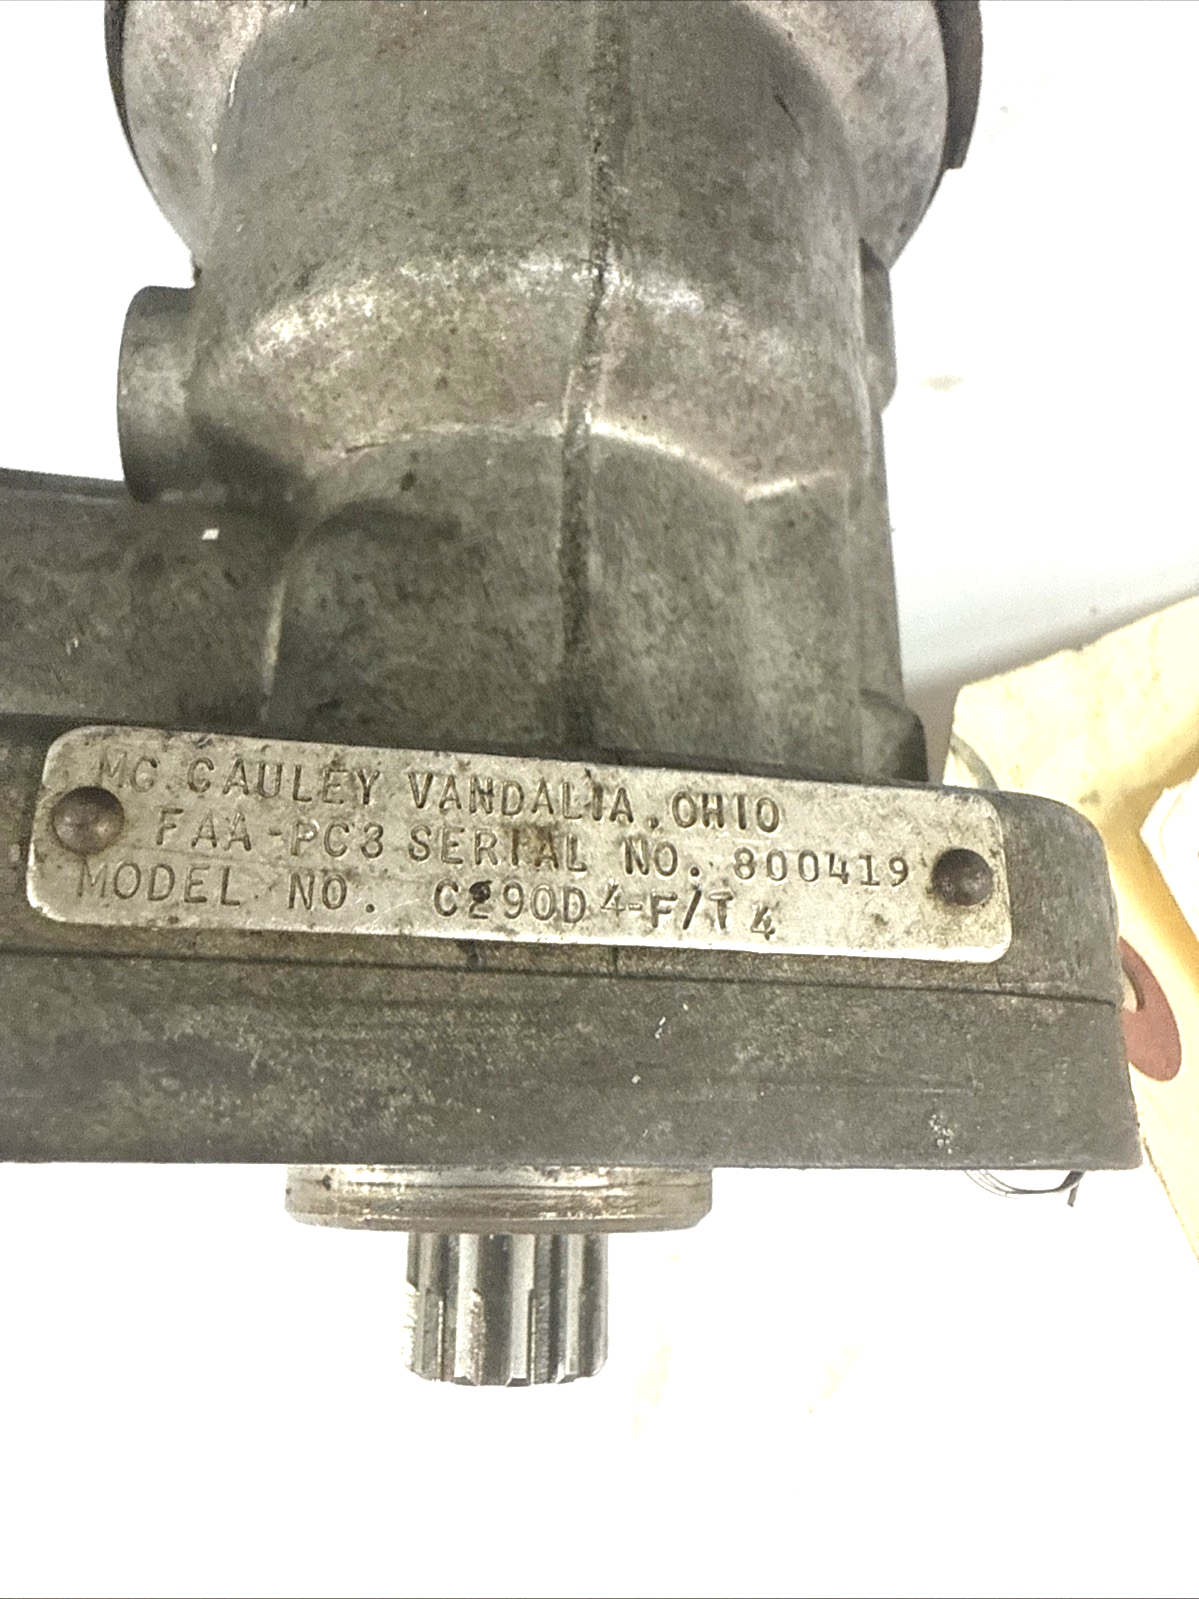 MC CAULEY VANDALIA, OHIO
FAA-PC3 SERIAL NO. 800419
MODEL NO. C290D4-F/T4